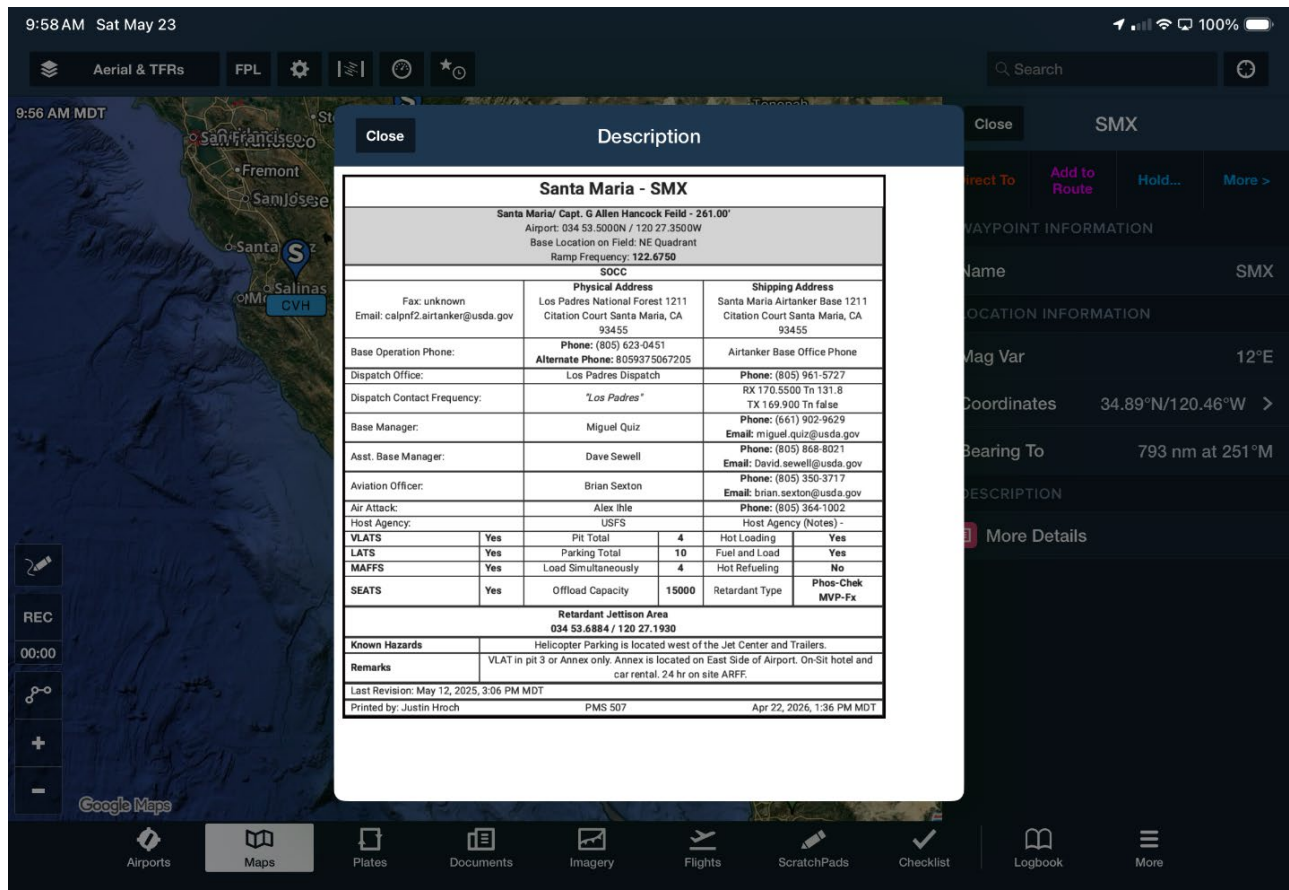 9:58 AM Sat May 23
100%
Aerial & TFRs
FPL
Search
9:56 AM MDT
San Francisco
Fremont
San Jose
Santa
Salinas
CVH
Tonopah
Close
Description
Santa Maria - SMX
Santa Maria/ Capt. G Allen Hancock Feild - 261.00'
Airport: 034 53.5000N / 120 27.3500W
Base Location on Field: NE Quadrant
Ramp Frequency: 122.6750
SOCC
Fax: unknown
Email: calpnf2.airtanker@usda.gov
Physical Address
Los Padres National Forest 1211
Citation Court Santa Maria, CA
93455
Shipping Address
Santa Maria Airtanker Base 1211
Citation Court Santa Maria, CA
93455
Base Operation Phone:
Phone: (805) 623-0451
Alternate Phone: 8059375067205
Airtanker Base Office Phone
Dispatch Office: Los Padres Dispatch Phone: (805) 961-5727
Dispatch Contact Frequency: "Los Padres"
RX 170.5500 Tn 131.8
TX 169.900 Tn false
Base Manager: Miguel Quiz
Phone: (661) 902-9629
Email: miguel.quiz@usda.gov
Asst. Base Manager: Dave Sewell
Phone: (805) 868-8021
Email: David.sewell@usda.gov
Aviation Officer: Brian Sexton
Phone: (805) 350-3717
Email: brian.sexton@usda.gov
Air Attack: Alex Ihle Phone: (805) 364-1002
Host Agency: USFS Host Agency (Notes) -
VLATS Yes Pit Total 4 Hot Loading Yes
LATS Yes Parking Total 10 Fuel and Load Yes
MAFFS Yes Load Simultaneously 4 Hot Refueling No
SEATS Yes Offload Capacity 15000 Retardant Type Phos-Chek
MVP-Fx
Retardant Jettison Area
034 53.6884 / 120 27.1930
Known Hazards Helicopter Parking is located west of the Jet Center and Trailers.
Remarks VLAT in pit 3 or Annex only. Annex is located on East Side of Airport. On-Sit hotel and
car rental. 24 hr on site ARFF.
Last Revision: May 12, 2025, 3:06 PM MDT
Printed by: Justin Hroch PMS 507 Apr 22, 2026, 1:36 PM MDT
Close
SMX
irect To
Add to
Route
Hold...
More >
WAYPOINT INFORMATION
Name SMX
LOCATION INFORMATION
Mag Var 12°E
Coordinates 34.89°N/120.46°W >
Bearing To 793 nm at 251°M
DESCRIPTION
More Details
REC
00:00
Google Maps
Airports
Maps
Plates
Documents
Imagery
Flights
ScratchPads
Checklist
Logbook
More